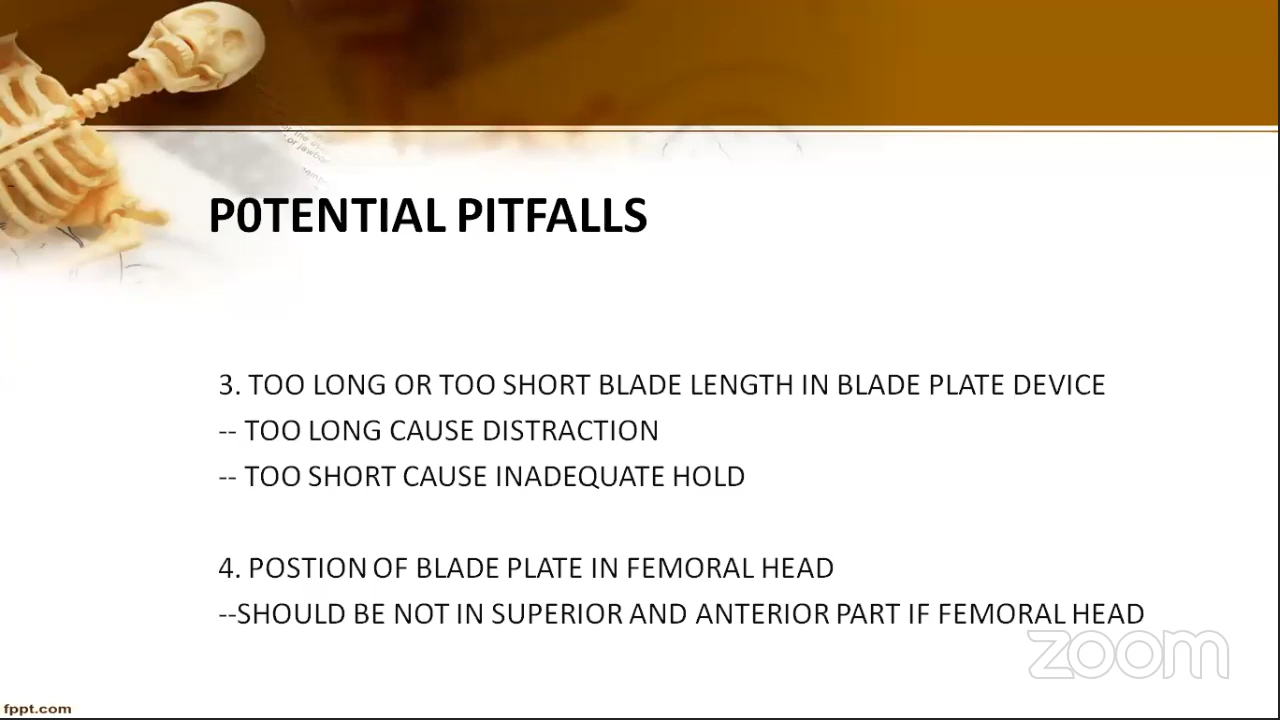 P0TENTIAL PITFALLS
3. TOO LONG OR TOO SHORT BLADE LENGTH IN BLADE PLATE DEVICE
-- TOO LONG CAUSE DISTRACTION
-- TOO SHORT CAUSE INADEQUATE HOLD
4. POSTION OF BLADE PLATE IN FEMORAL HEAD
--SHOULD BE NOT IN SUPERIOR AND ANTERIOR PART IF FEMORAL HEAD
zoom
fppt.com